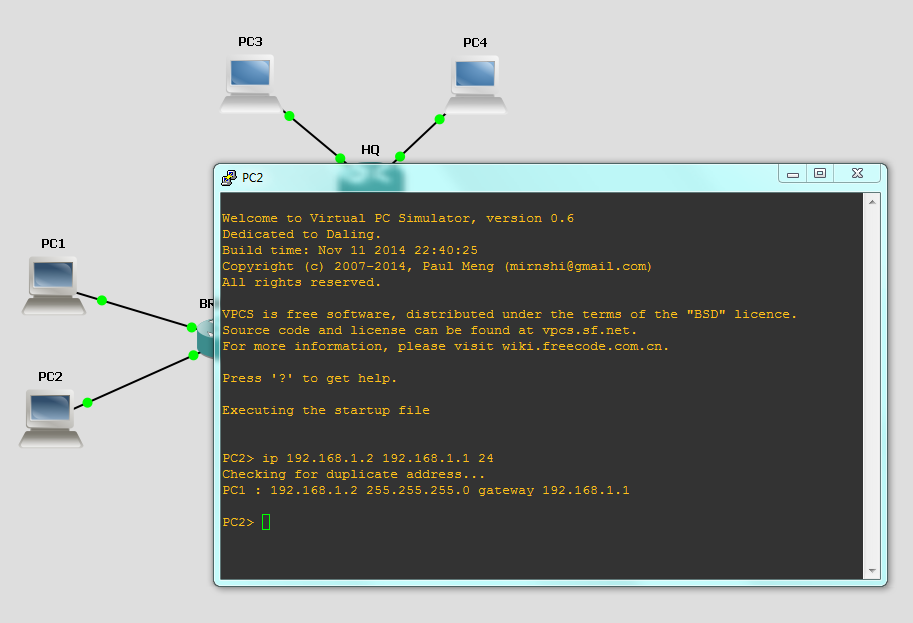 PC3
PC4
HQ
PC1
BR
PC2
PC2
Welcome to Virtual PC Simulator, version 0.6
Dedicated to Daling.
Build time: Nov 11 2014 22:40:25
Copyright (c) 2007-2014, Paul Meng (mirnshi@gmail.com)
All rights reserved.
VPCS is free software, distributed under the terms of the "BSD" licence.
Source code and license can be found at vpcs.sf.net.
For more information, please visit wiki.freecode.com.cn.
Press '?' to get help.
Executing the startup file
PC2> ip 192.168.1.2 192.168.1.1 24
Checking for duplicate address...
PC1 : 192.168.1.2 255.255.255.0 gateway 192.168.1.1
PC2>